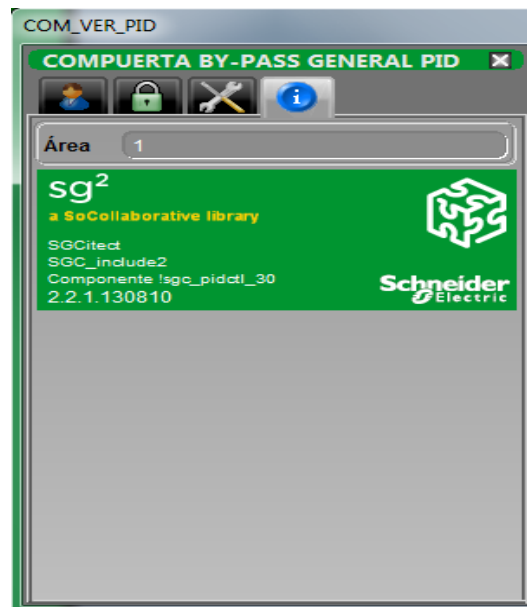 COM_VER_PID
COMPUERTA BY-PASS GENERAL PID
Área 1
sg²
a SoCollaborative library
SGCitect
SGC_include2
Componente !sgc_pidctl_30
2.2.1.130810
Schneider
Electric